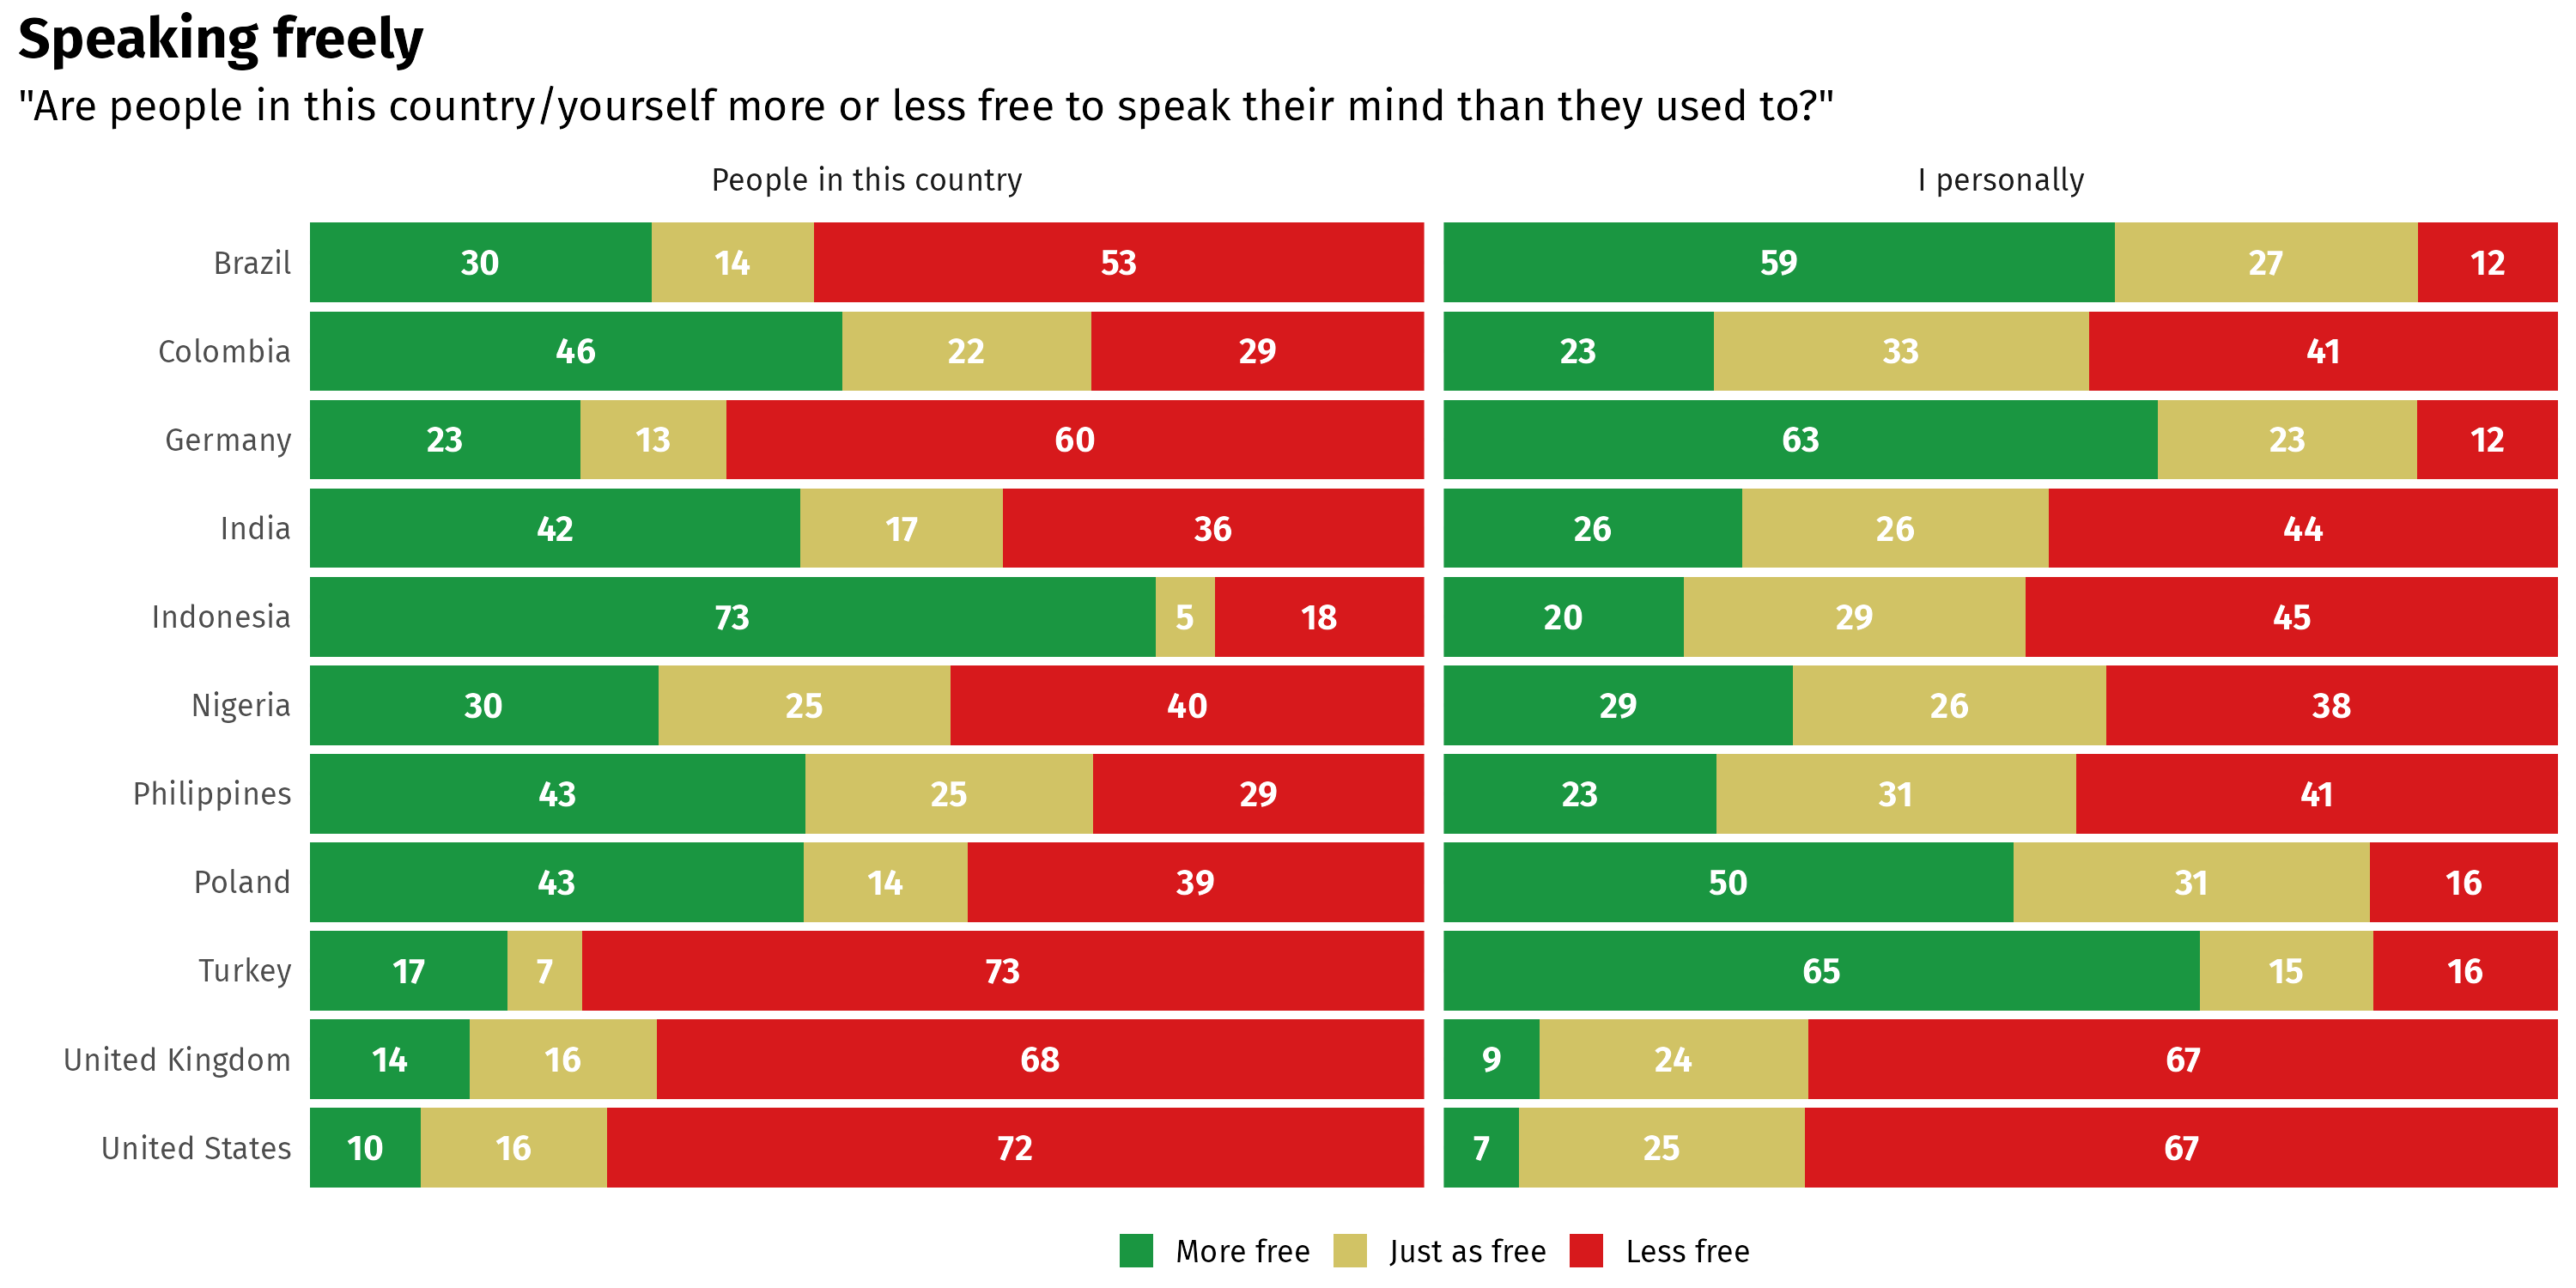 Speaking freely
"Are people in this country/yourself more or less free to speak their mind than they used to?"
People in this country I personally
Brazil 30 14 53 59 27 12
Colombia 46 22 29 23 33 41
Germany 23 13 60 63 23 12
India 42 17 36 26 26 44
Indonesia 73 5 18 20 29 45
Nigeria 30 25 40 29 26 38
Philippines 43 25 29 23 31 41
Poland 43 14 39 50 31 16
Turkey 17 7 73 65 15 16
United Kingdom 14 16 68 9 24 67
United States 10 16 72 7 25 67
More free Just as free Less free